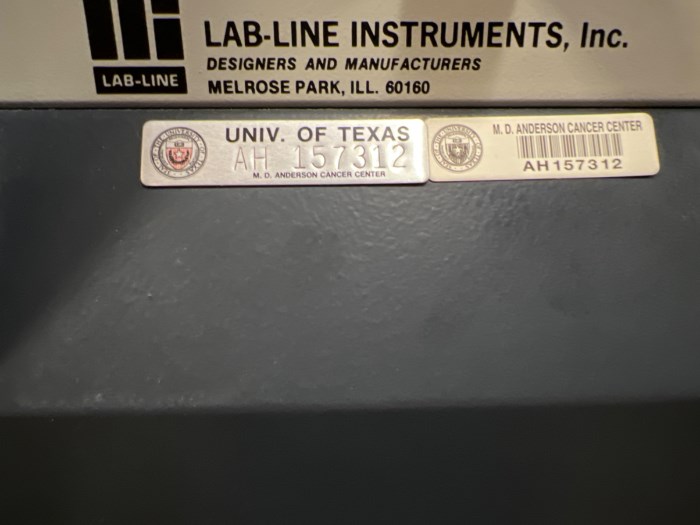 LAB-LINE
LAB-LINE INSTRUMENTS, Inc.
DESIGNERS AND MANUFACTURERS
MELROSE PARK, ILL. 60160
UNIV. OF TEXAS
AH 157312
M. D. ANDERSON CANCER CENTER
M. D. ANDERSON CANCER CENTER
AH157312